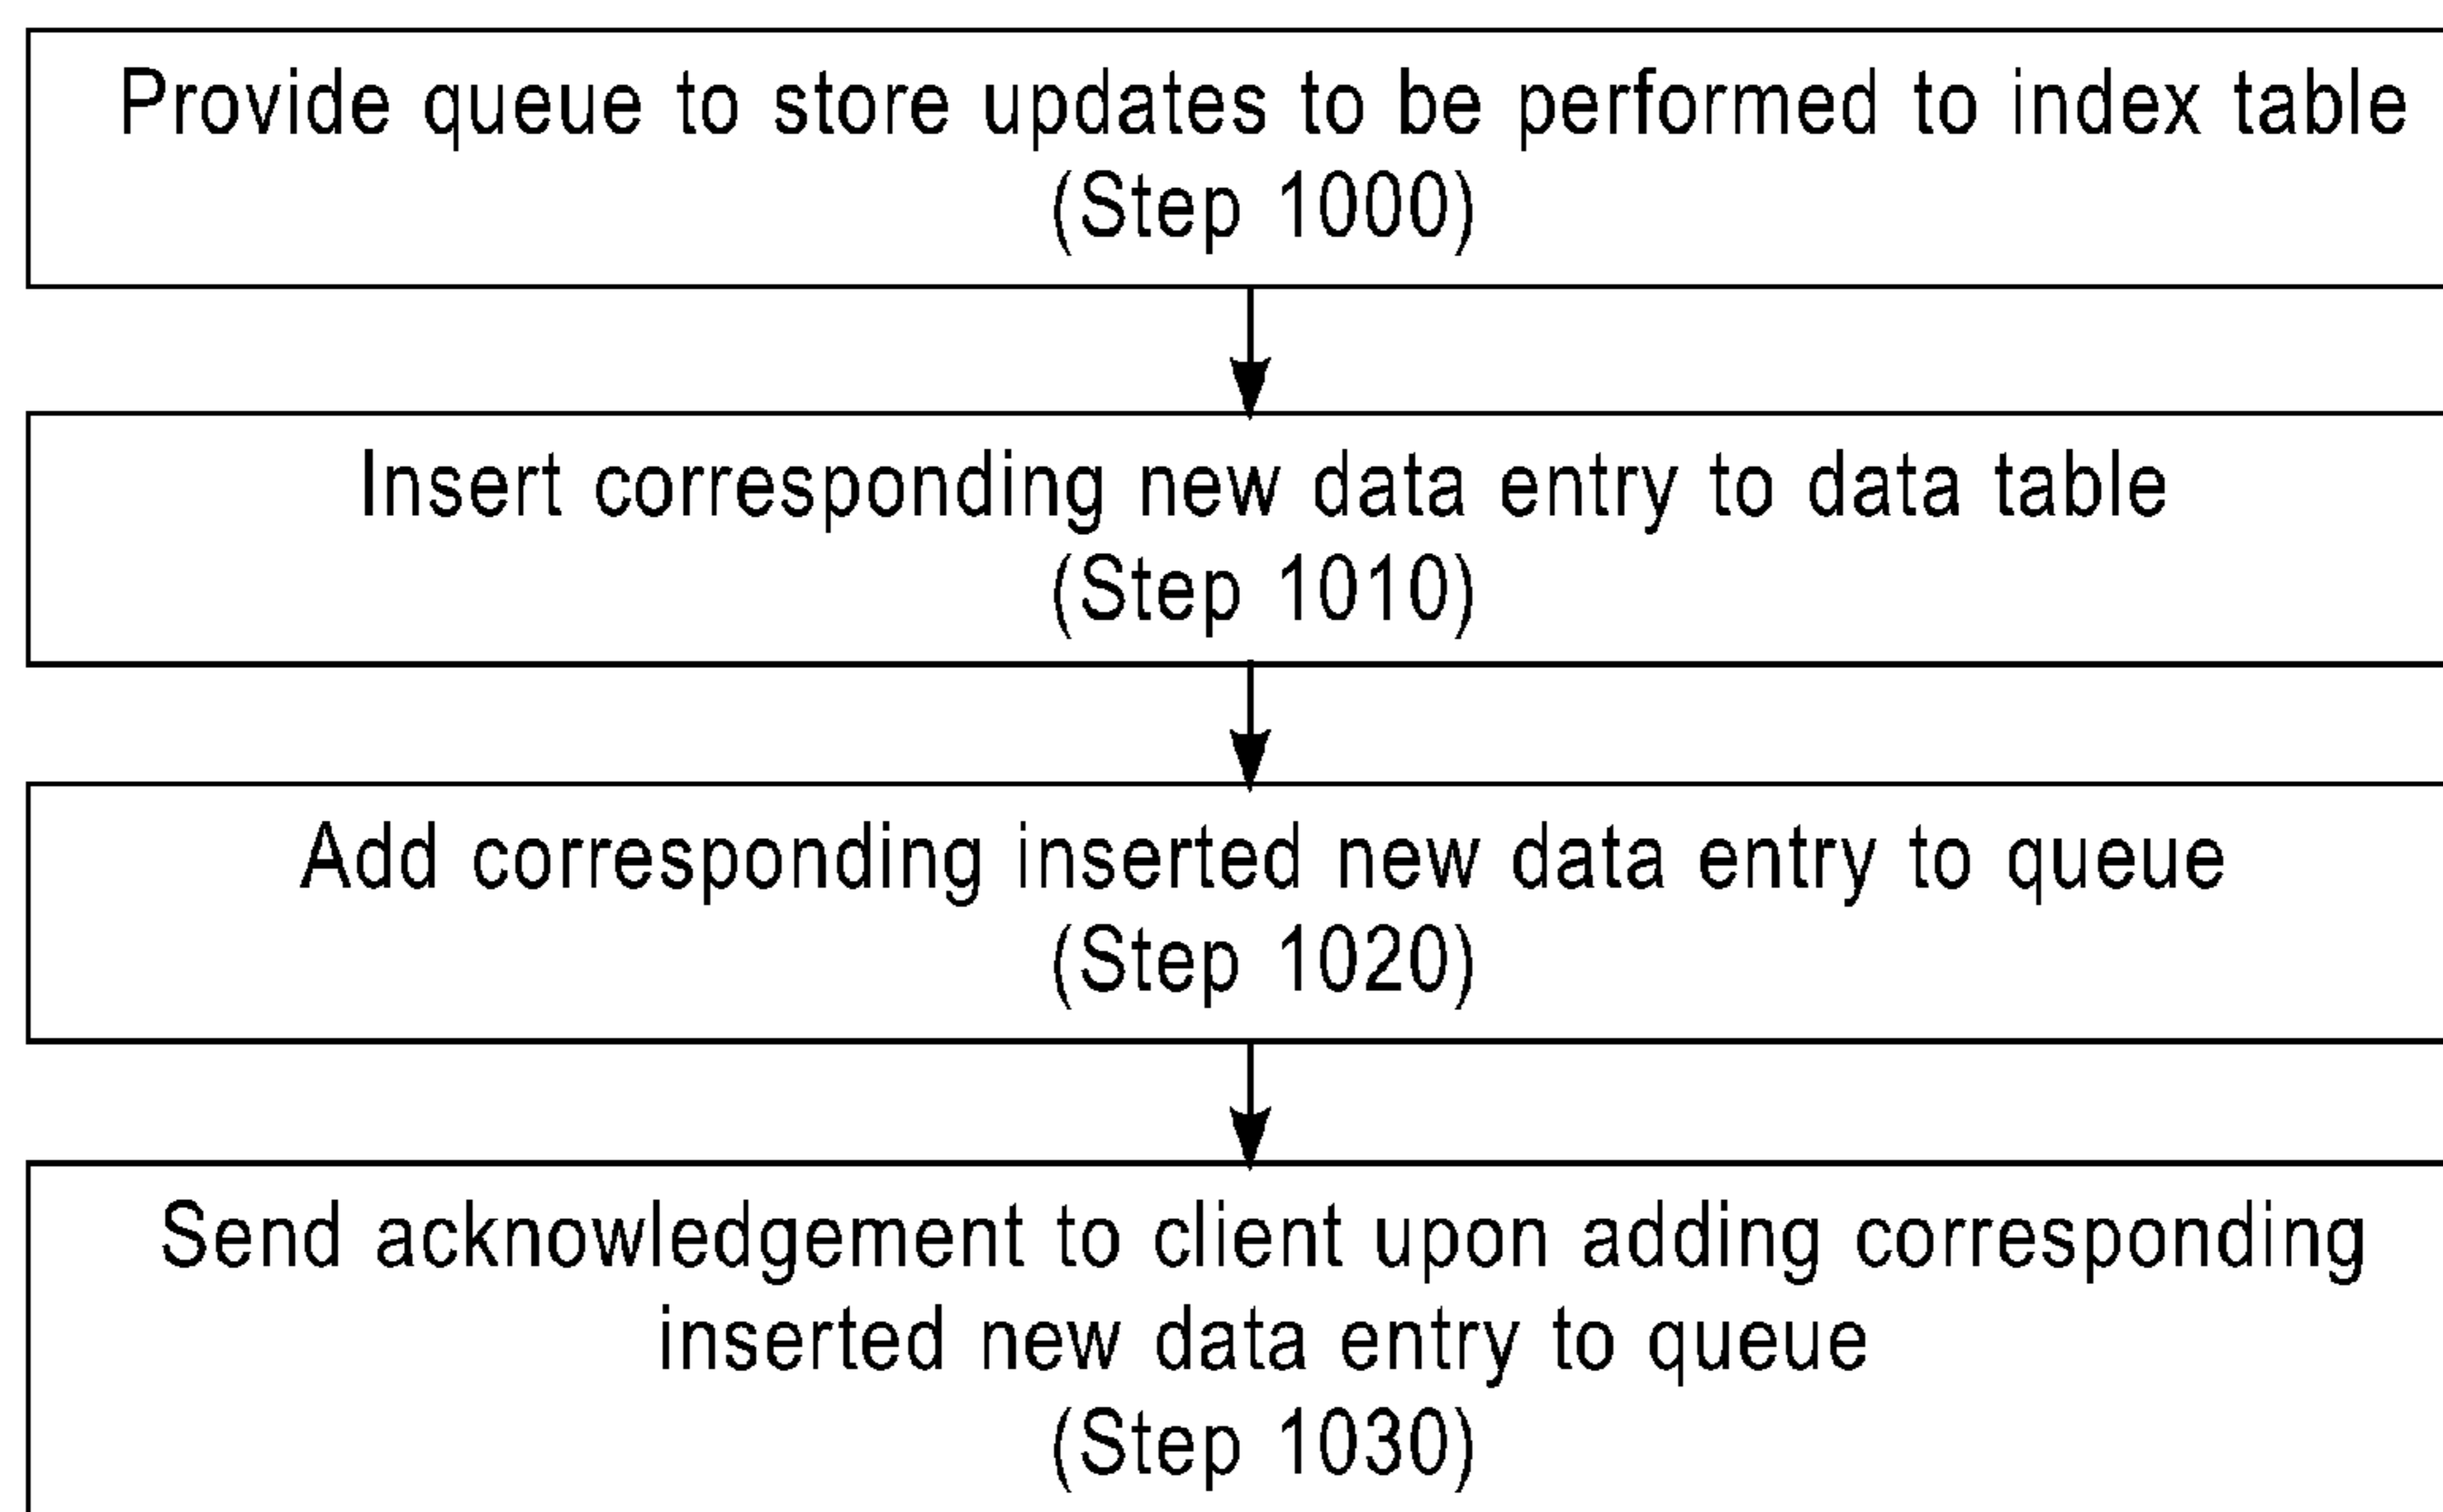 Provide queue to store updates to be performed to index table
(Step 1000)
Insert corresponding new data entry to data table
(Step 1010)
Add corresponding inserted new data entry to queue
(Step 1020)
Send acknowledgement to client upon adding corresponding
inserted new data entry to queue
(Step 1030)